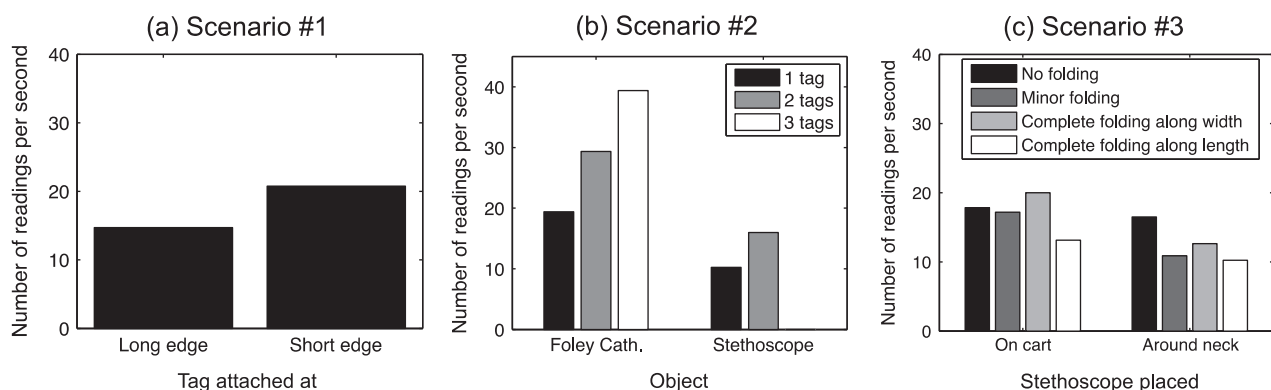 (a) Scenario #1
Number of readings per second
40
30
20
10
0
Long edge Short edge
Tag attached at
(b) Scenario #2
Number of readings per second
40
30
20
10
0
1 tag
2 tags
3 tags
Foley Cath. Stethoscope
Object
(c) Scenario #3
Number of readings per second
40
30
20
10
0
No folding
Minor folding
Complete folding along width
Complete folding along length
On cart Around neck
Stethoscope placed